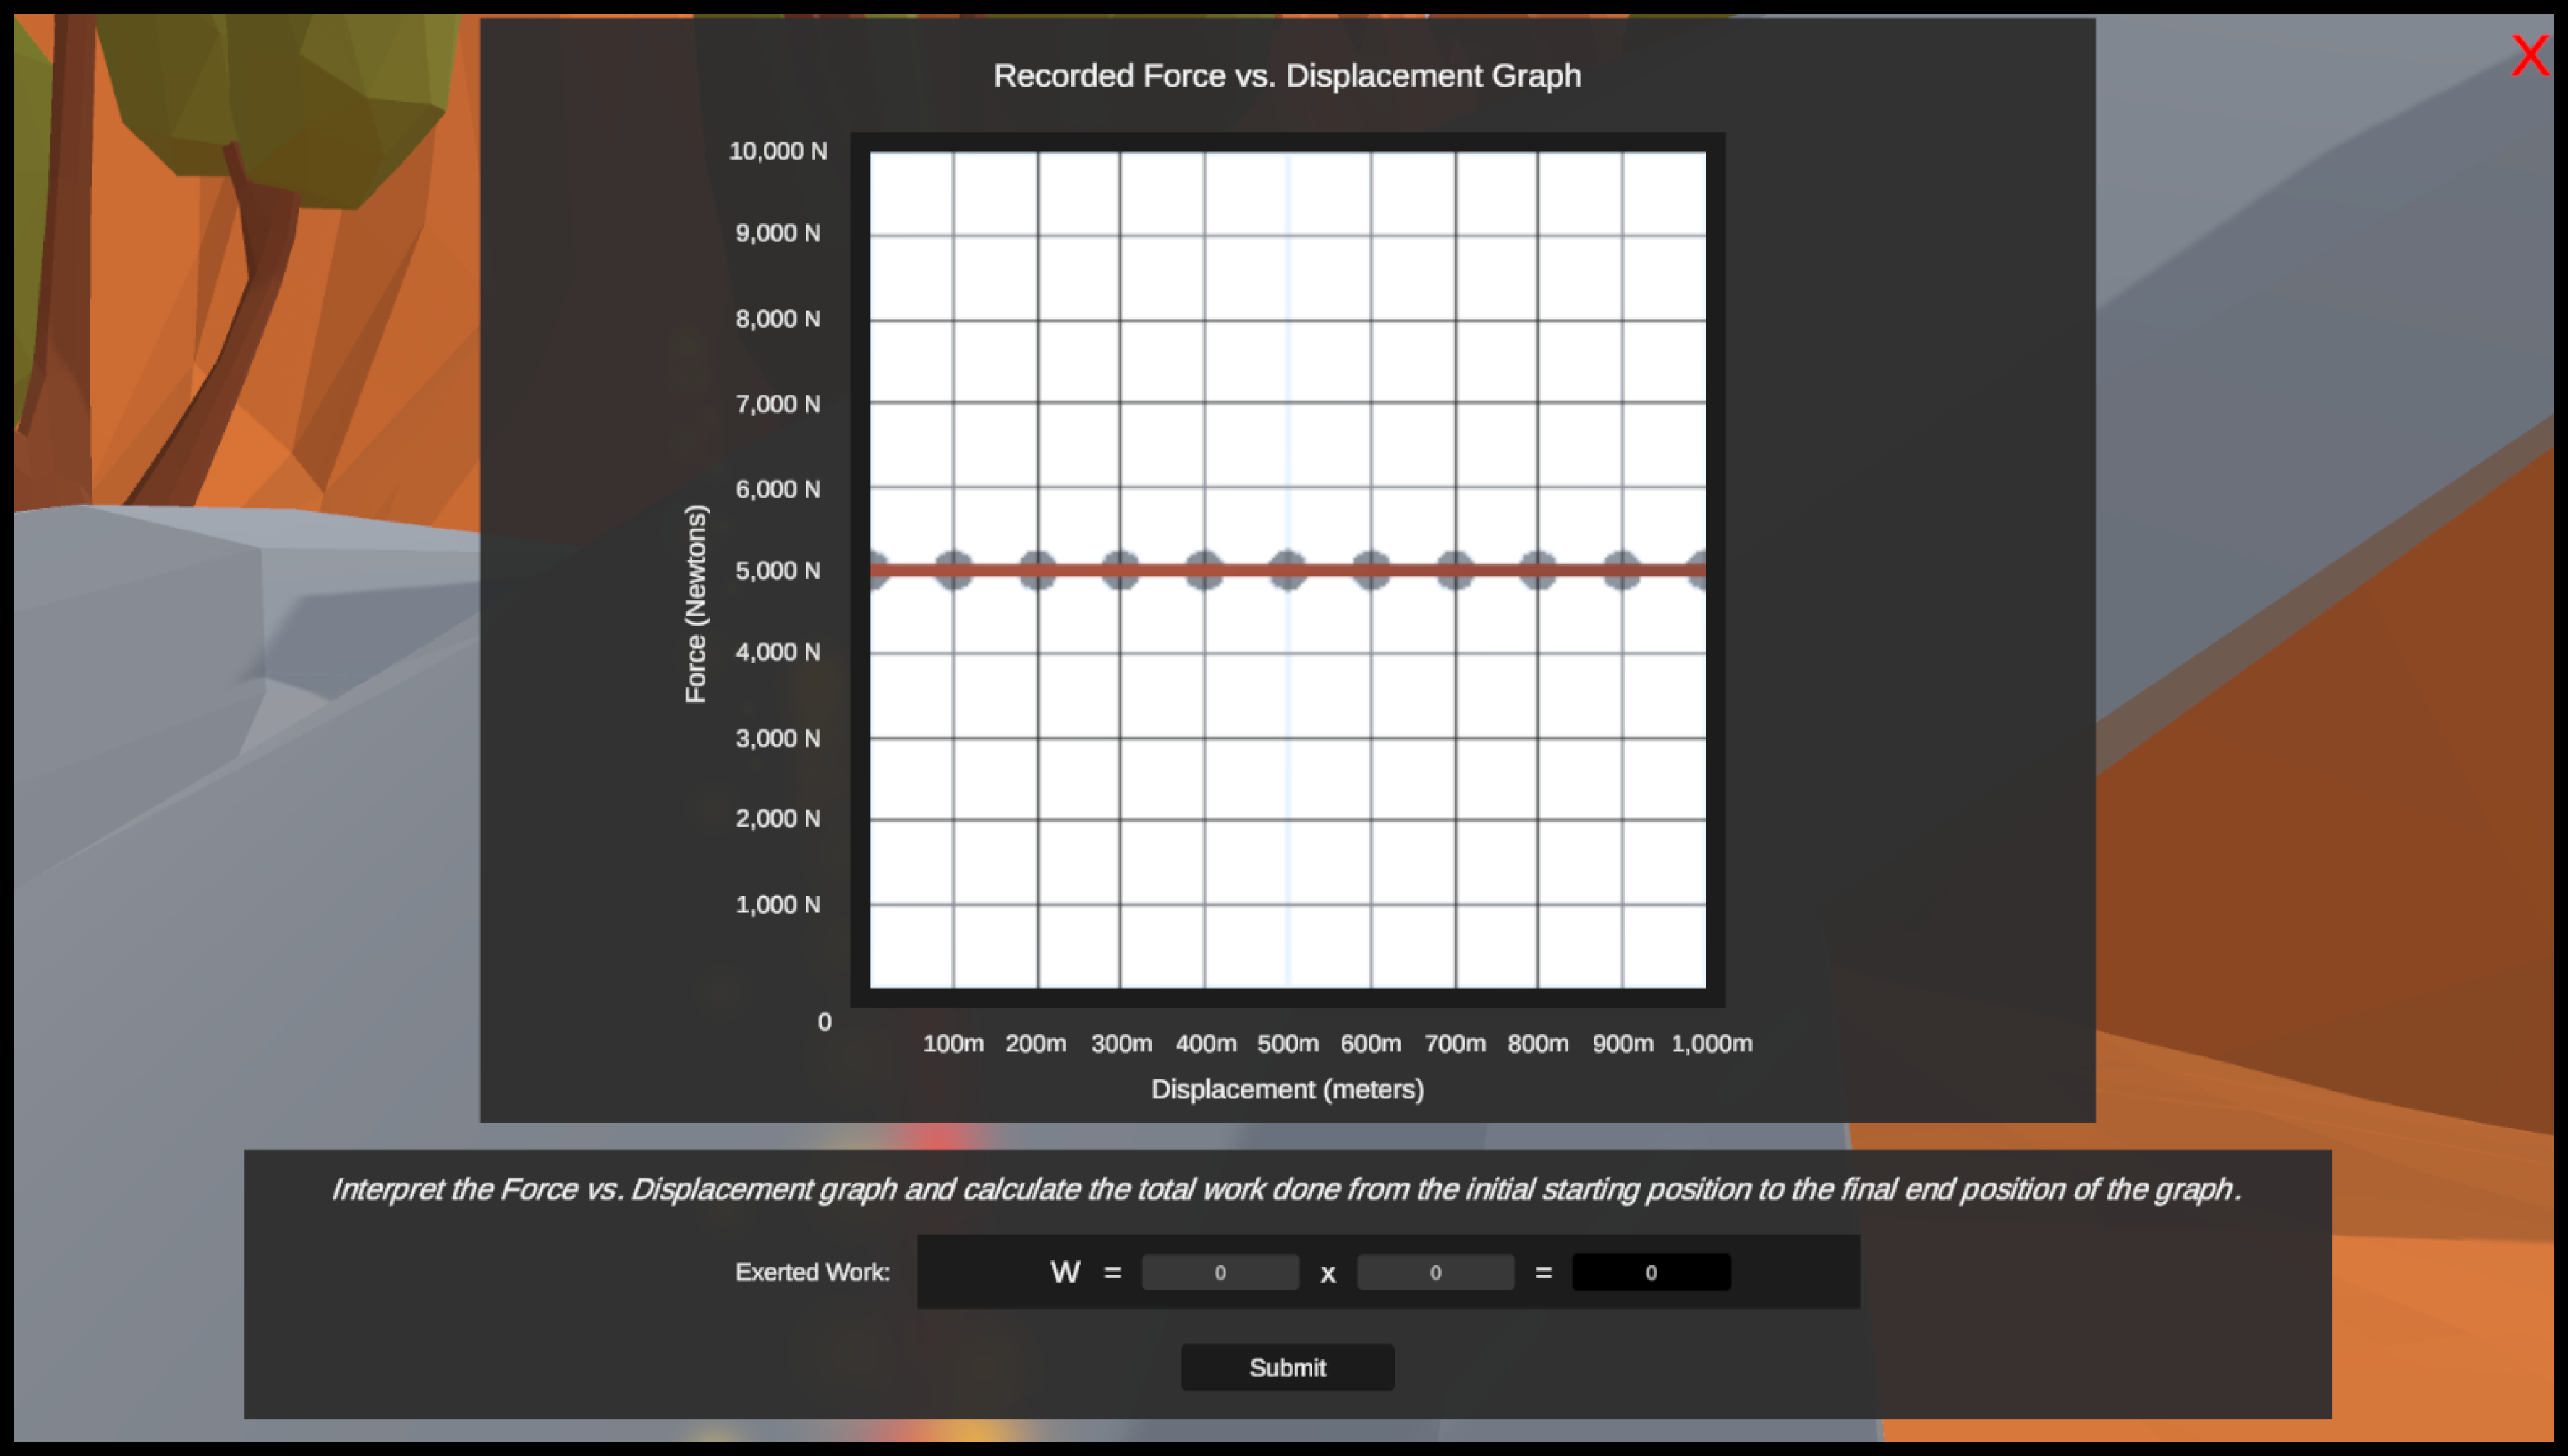 X
Recorded Force vs. Displacement Graph
10,000 N
9,000 N
8,000 N
7,000 N
6,000 N
5,000 N
4,000 N
3,000 N
2,000 N
1,000 N
0
Force (Newtons)
100m 200m 300m 400m 500m 600m 700m 800m 900m 1,000m
Displacement (meters)
Interpret the Force vs. Displacement graph and calculate the total work done from the initial starting position to the final end position of the graph.
Exerted Work: W = 0 x 0 = 0
Submit